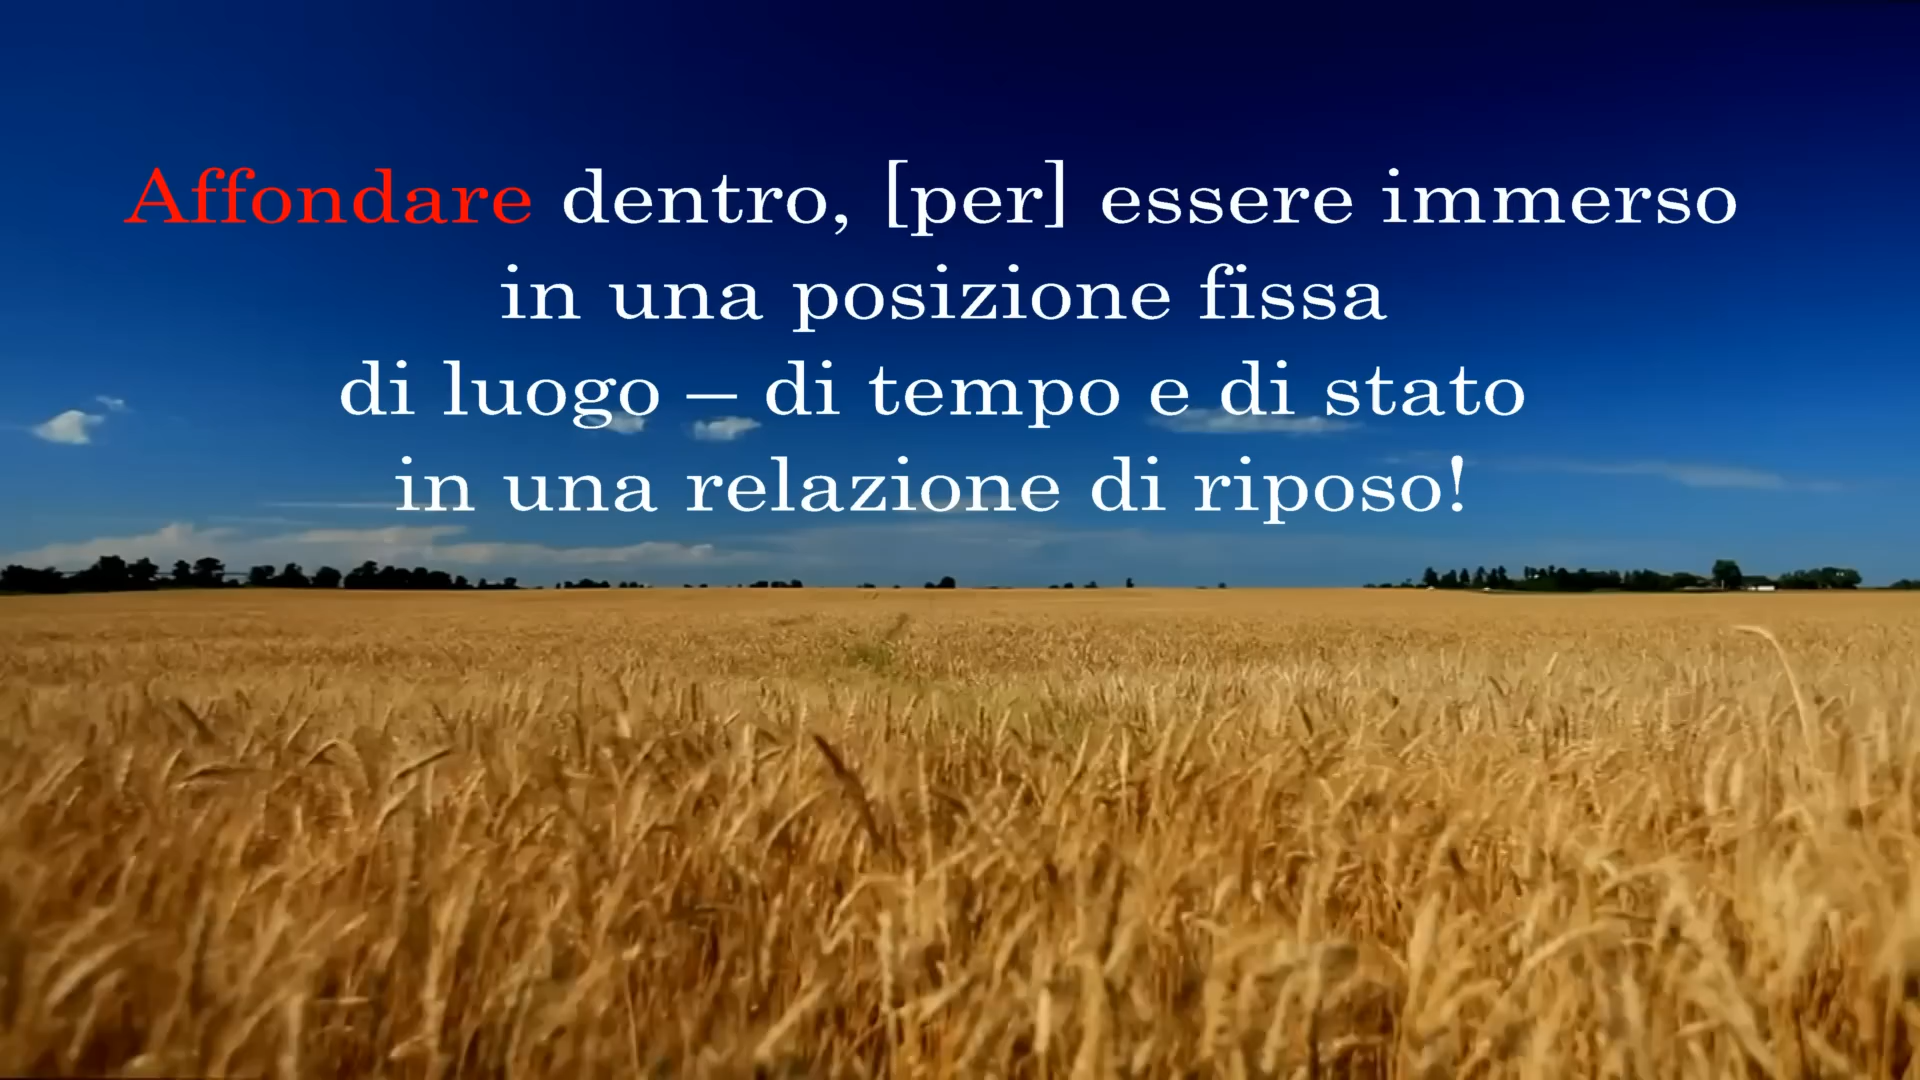 Affondare dentro, [per] essere immerso
in una posizione fissa
di luogo – di tempo e di stato
in una relazione di riposo!